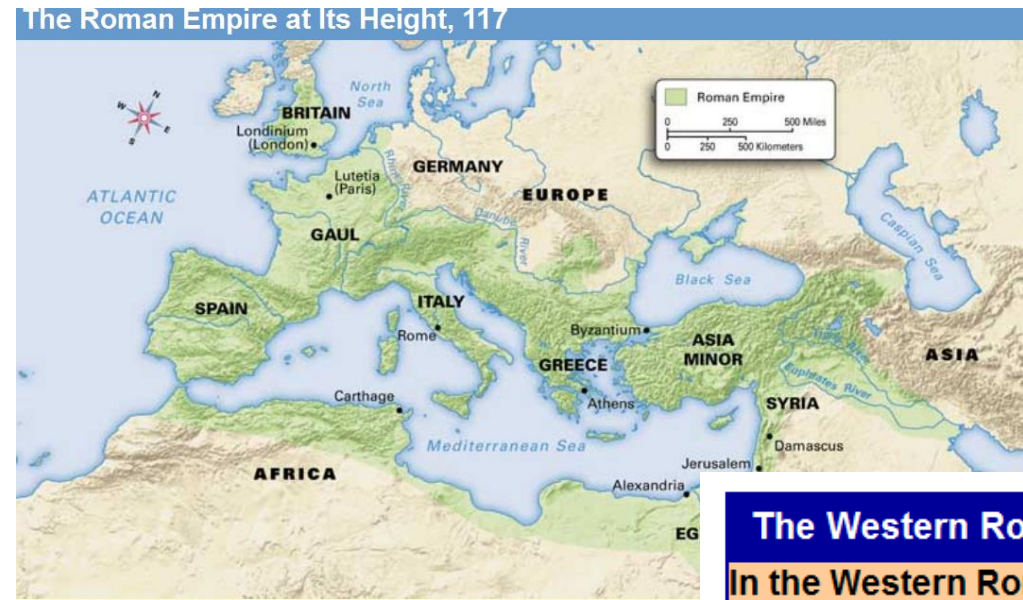 The Roman Empire at Its Height, 117
Roman Empire
0 250 500 Miles
0 250 500 Kilometers
N
W
E
S
North
Sea
BRITAIN
Londinium
(London)
Lutetia
(Paris)
Rhine River
GERMANY
EUROPE
ATLANTIC
OCEAN
GAUL
Danube
River
Caspian Sea
Black Sea
SPAIN
ITALY
Rome
Byzantium
ASIA
MINOR
ASIA
GREECE
Athens
Euphrates River
Carthage
SYRIA
Mediterranean Sea
Damascus
Jerusalem
AFRICA
Alexandria
EG
The Western Ro
In the Western Ro